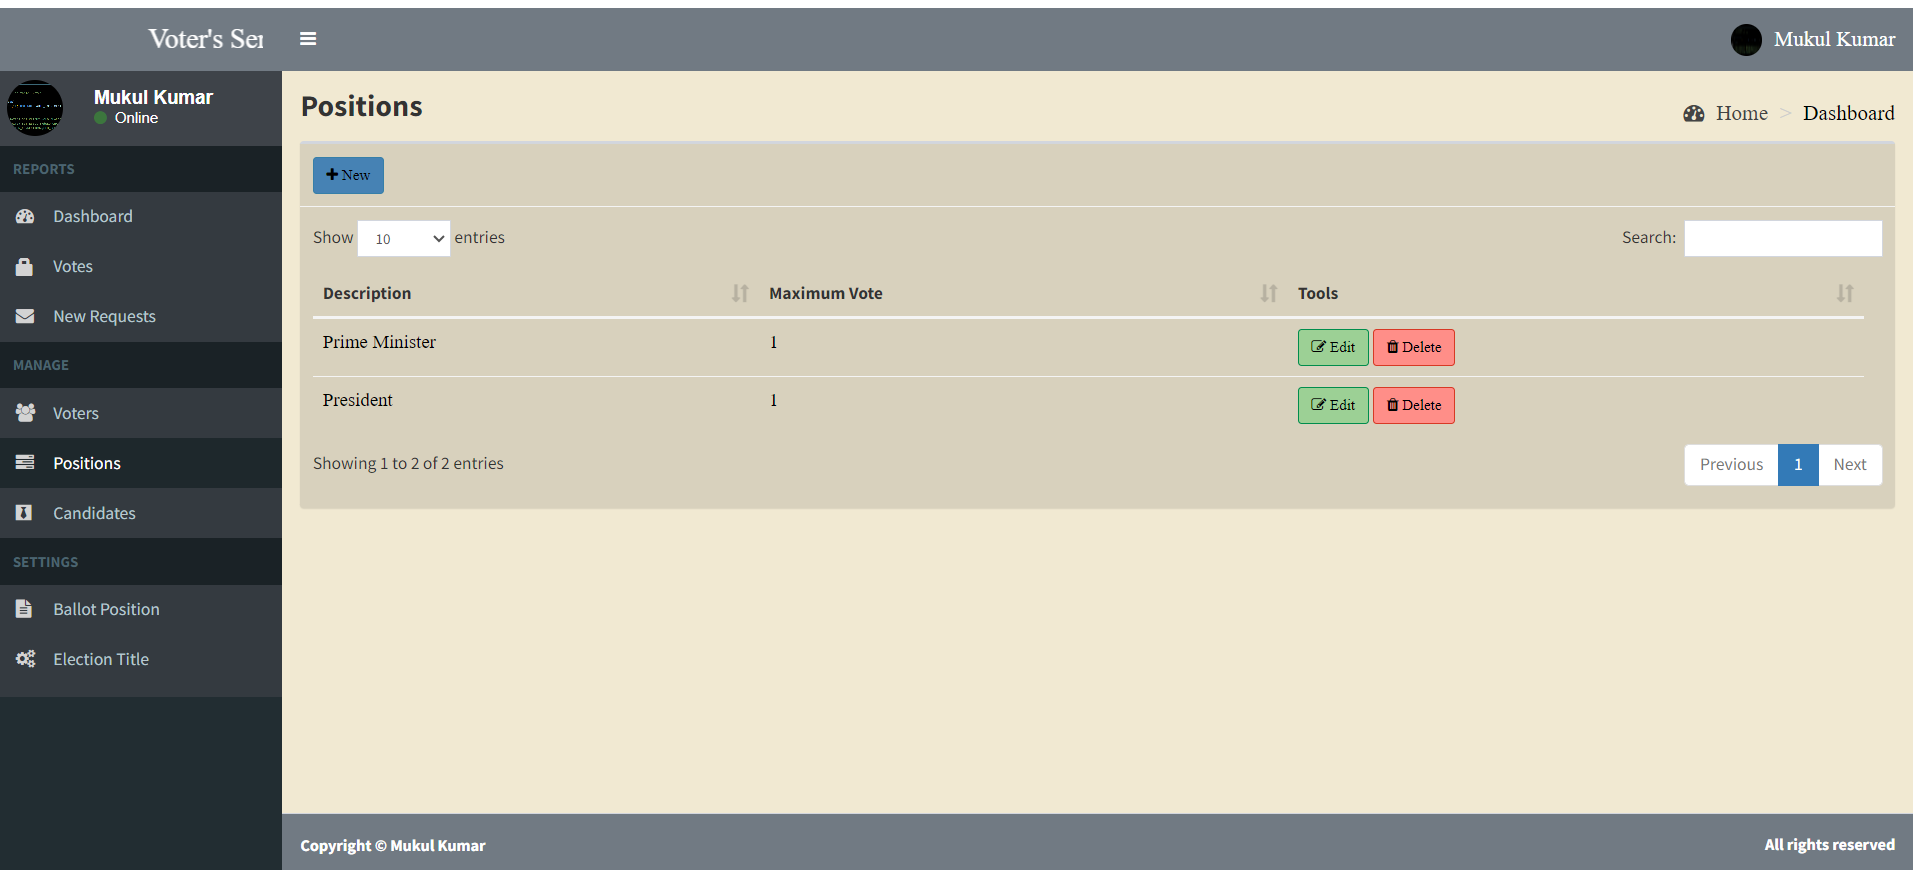 Voter's Ser
Mukul Kumar
Mukul Kumar
Online
REPORTS
Dashboard
Votes
New Requests
MANAGE
Voters
Positions
Candidates
SETTINGS
Ballot Position
Election Title
Positions
Home > Dashboard
New
Show 10 entries
Search:
Description Maximum Vote Tools
Prime Minister 1 Edit Delete
President 1 Edit Delete
Showing 1 to 2 of 2 entries
Previous 1 Next
Copyright © Mukul Kumar
All rights reserved